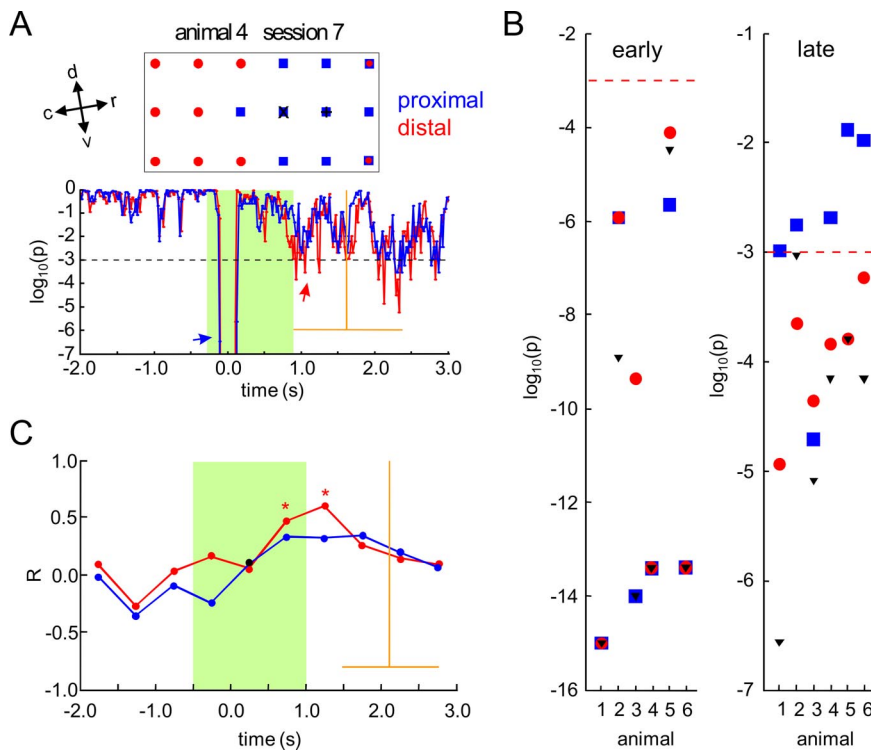 A
animal 4 session 7
d
c r
v
proximal
distal
0
-1
-2
-3
-4
-5
-6
-7
log10(p)
-2.0 -1.0 0.0 1.0 2.0 3.0
time (s)
B
early
-2
-4
-6
-8
-10
-12
-14
-16
log10(p)
1 2 3 4 5 6
animal
late
-1
-2
-3
-4
-5
-6
-7
log10(p)
1 2 3 4 5 6
animal
C
1.0
0.5
0.0
-0.5
-1.0
R
* *
-2.0 -1.0 0.0 1.0 2.0 3.0
time (s)